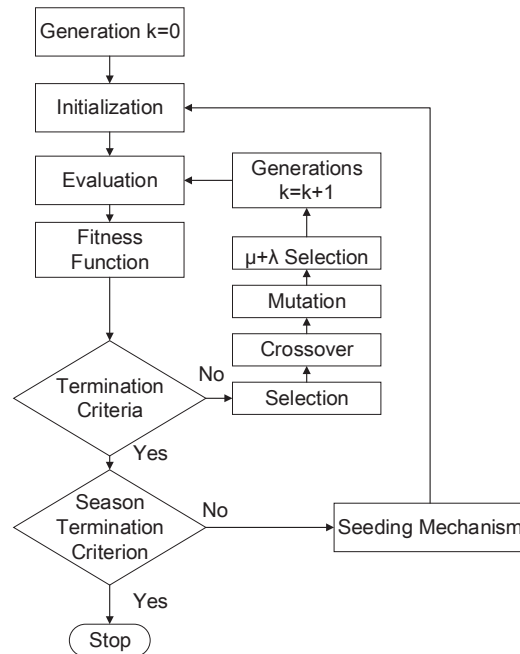 Generation k=0
Initialization
Evaluation
Generations
k=k+1
Fitness
Function
μ+λ Selection
Mutation
Crossover
Selection
No
Termination
Criteria
Yes
Season
Termination
Criterion
No
Seeding Mechanism
Yes
Stop